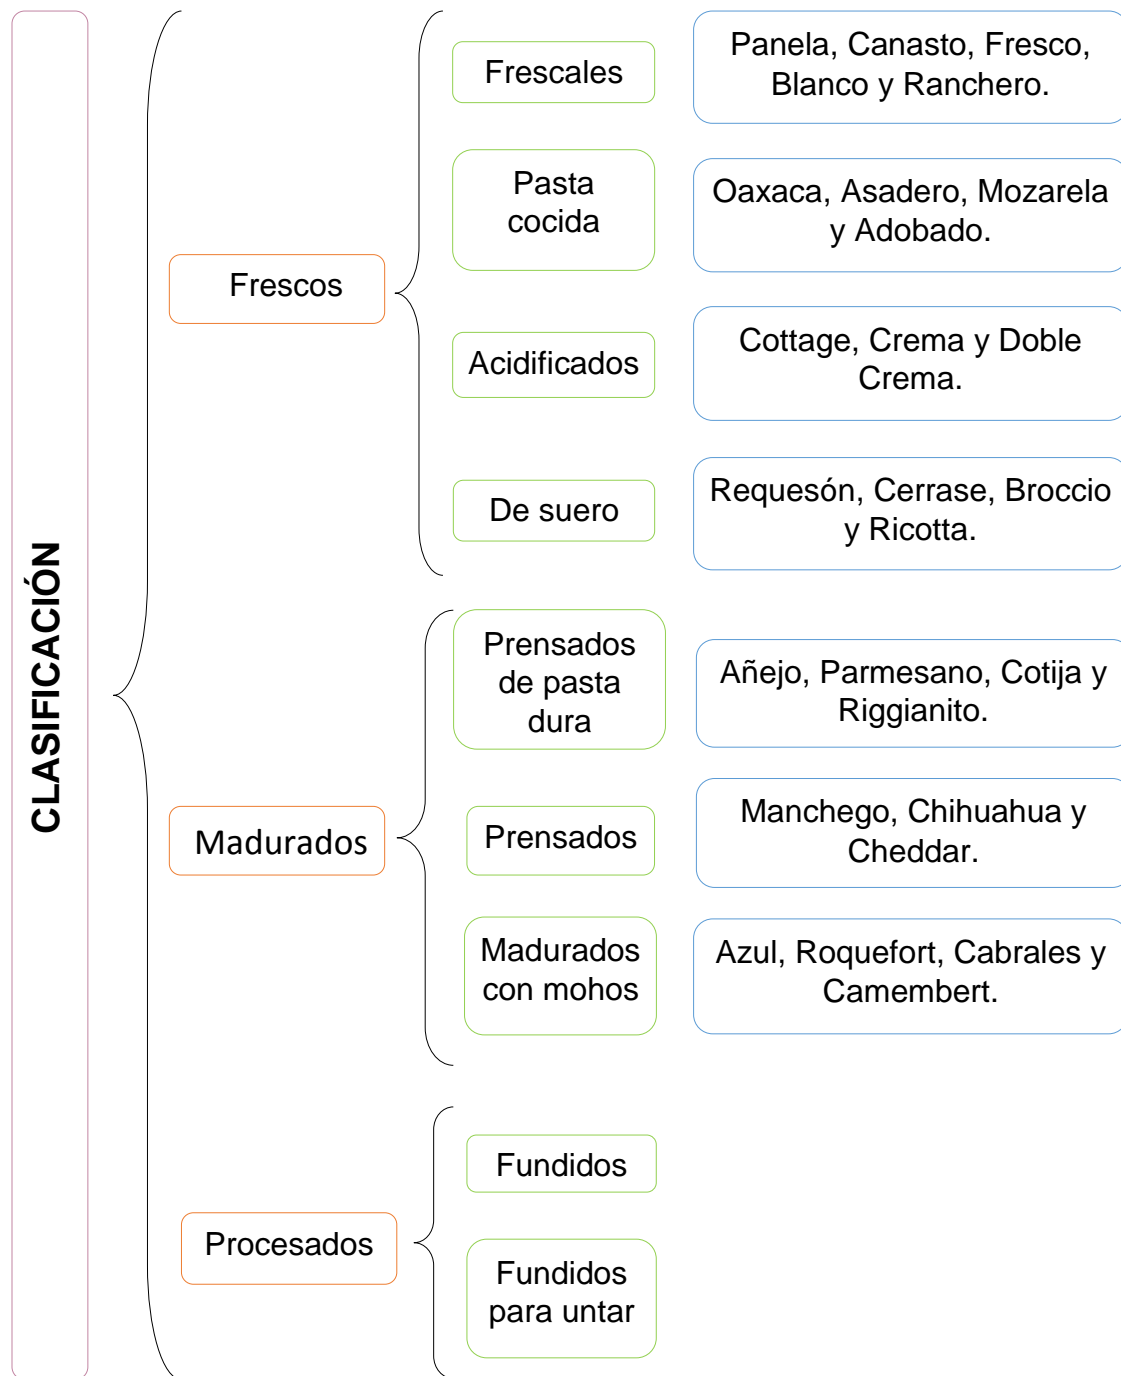 CLASIFICACIÓN
Frescos
Frescales
Panela, Canasto, Fresco,
Blanco y Ranchero.
Pasta
cocida
Oaxaca, Asadero, Mozarela
y Adobado.
Acidificados
Cottage, Crema y Doble
Crema.
De suero
Requesón, Cerrase, Broccio
y Ricotta.
Madurados
Prensados
de pasta
dura
Añejo, Parmesano, Cotija y
Riggianito.
Prensados
Manchego, Chihuahua y
Cheddar.
Madurados
con mohos
Azul, Roquefort, Cabrales y
Camembert.
Procesados
Fundidos
Fundidos
para untar